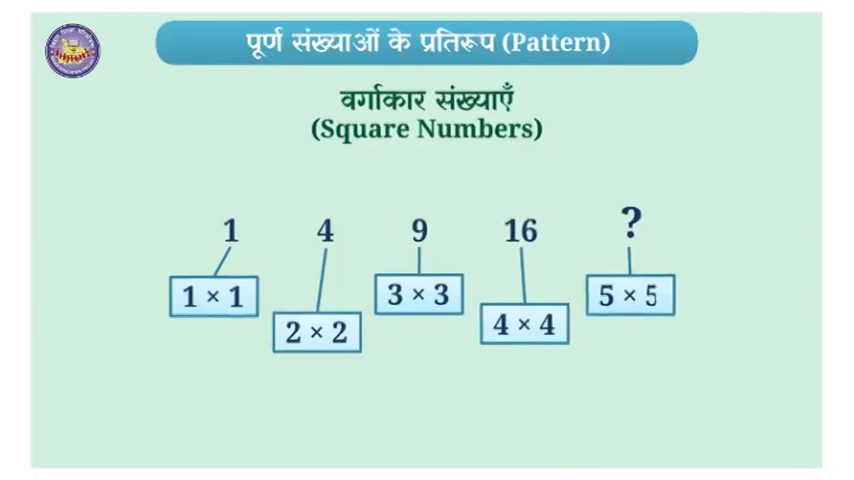 पूर्ण संख्याओं के प्रतिरूप (Pattern)
वर्गाकार संख्याएँ
(Square Numbers)
1 4 9 16 ?
1 × 1
2 × 2
3 × 3
4 × 4
5 × 5